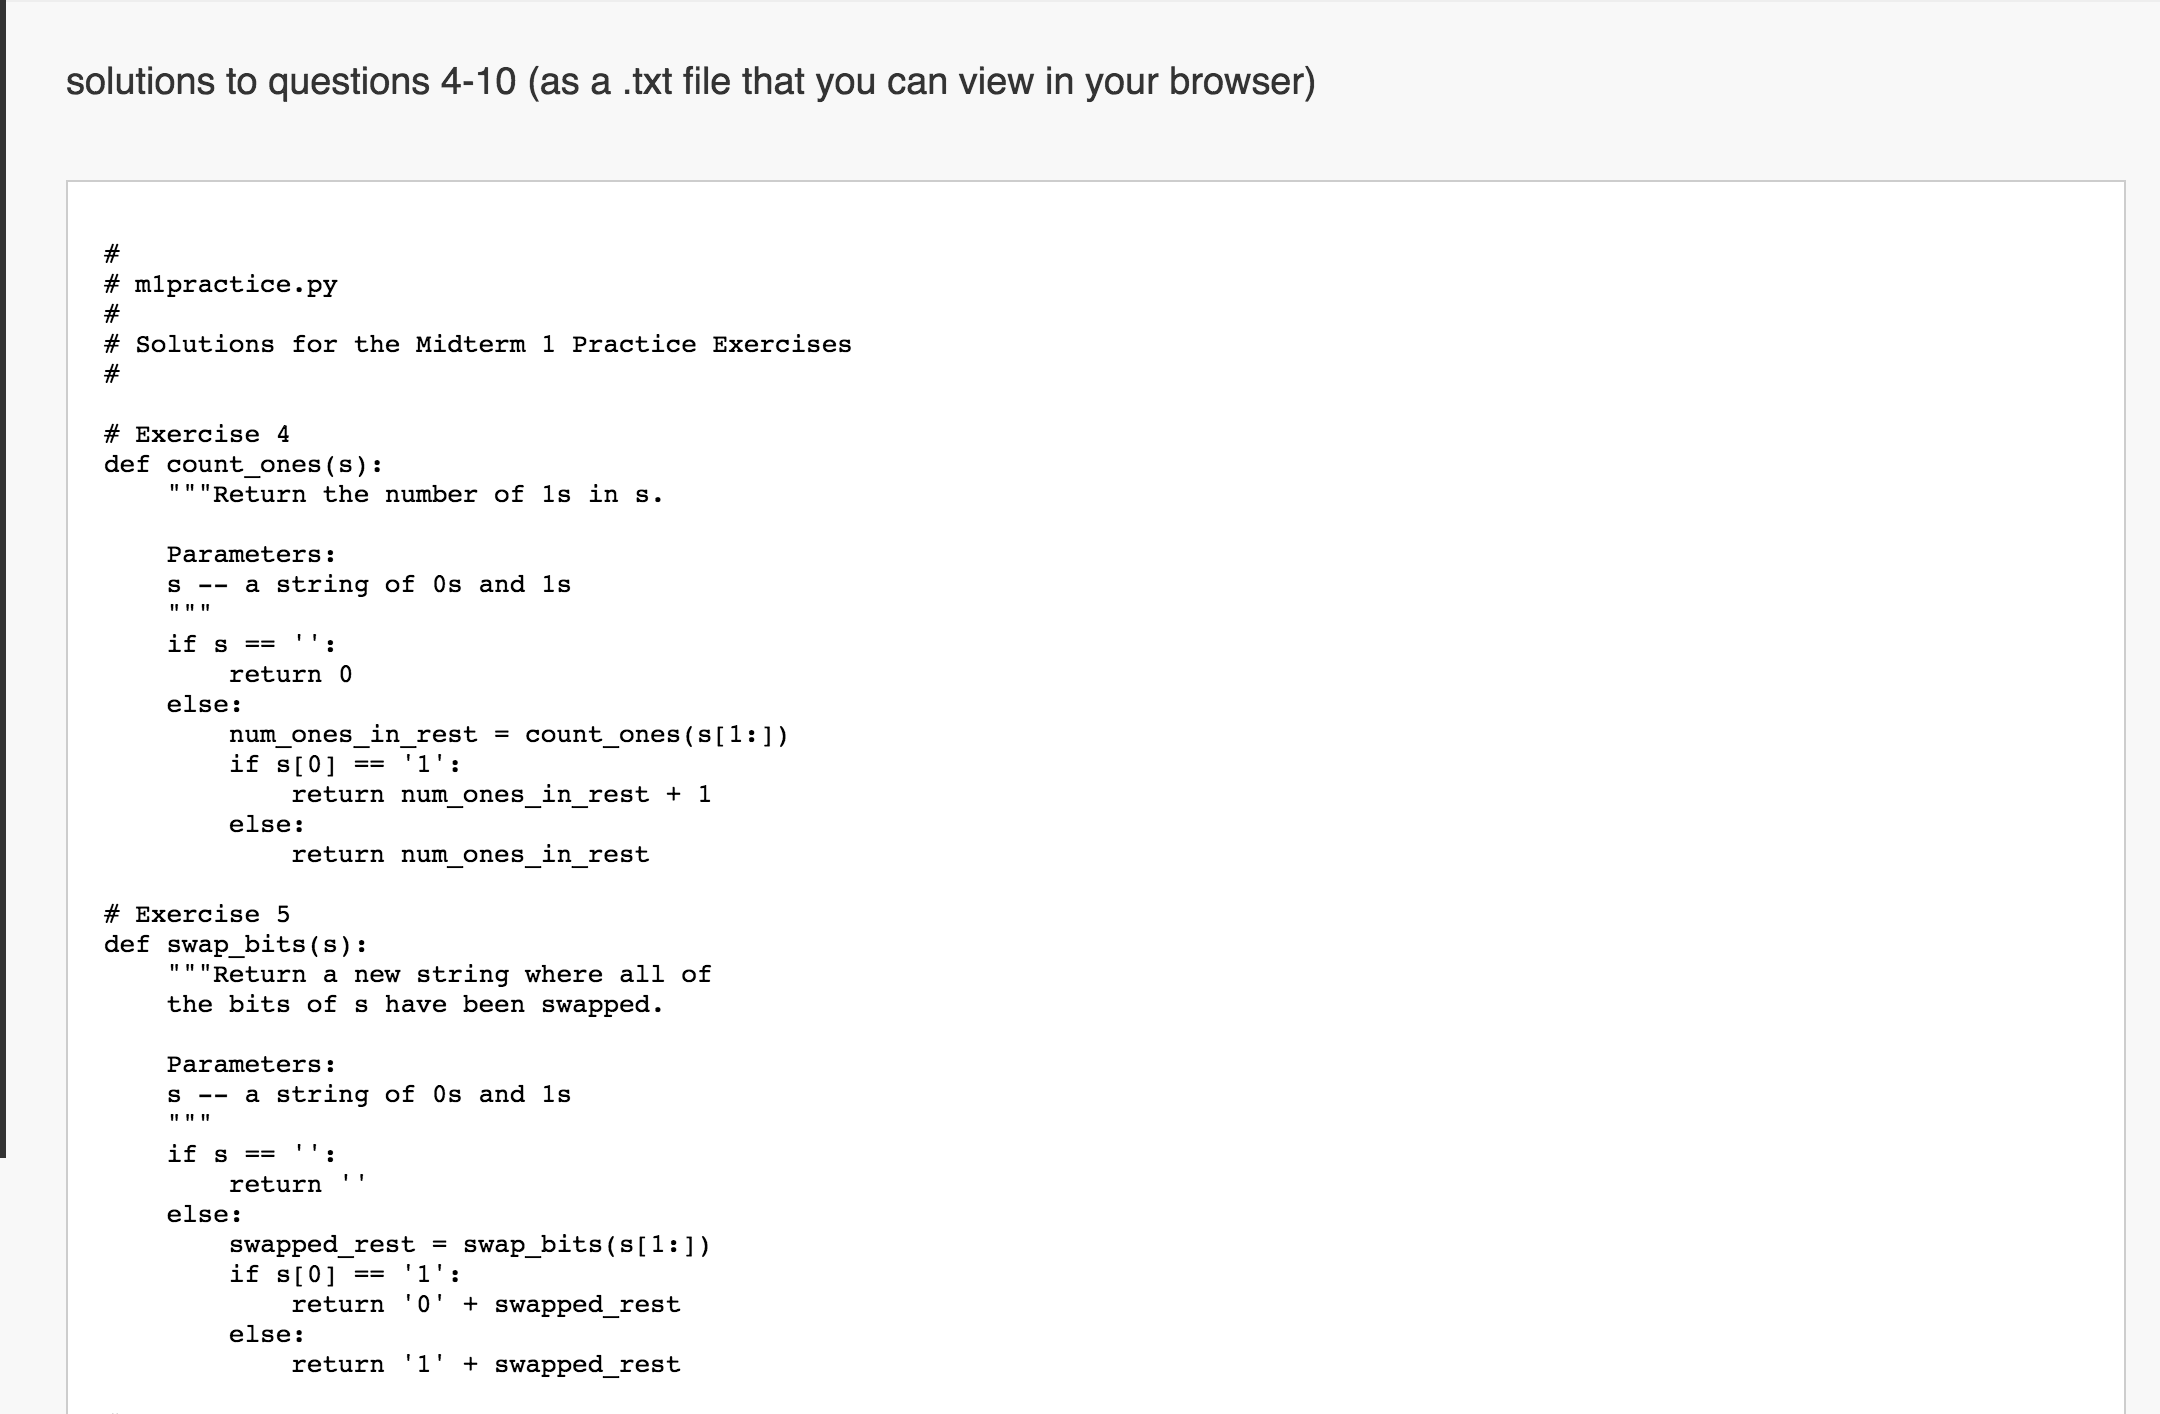 solutions to questions 4-10 (as a .txt file that you can view in your browser)
#
# m1practice.py
#
# Solutions for the Midterm 1 Practice Exercises
#

# Exercise 4
def count_ones(s):
    """Return the number of 1s in s.

    Parameters:
    s -- a string of 0s and 1s
    """
    if s == '':
        return 0
    else:
        num_ones_in_rest = count_ones(s[1:])
        if s[0] == '1':
            return num_ones_in_rest + 1
        else:
            return num_ones_in_rest

# Exercise 5
def swap_bits(s):
    """Return a new string where all of
    the bits of s have been swapped.

    Parameters:
    s -- a string of 0s and 1s
    """
    if s == '':
        return ''
    else:
        swapped_rest = swap_bits(s[1:])
        if s[0] == '1':
            return '0' + swapped_rest
        else:
            return '1' + swapped_rest